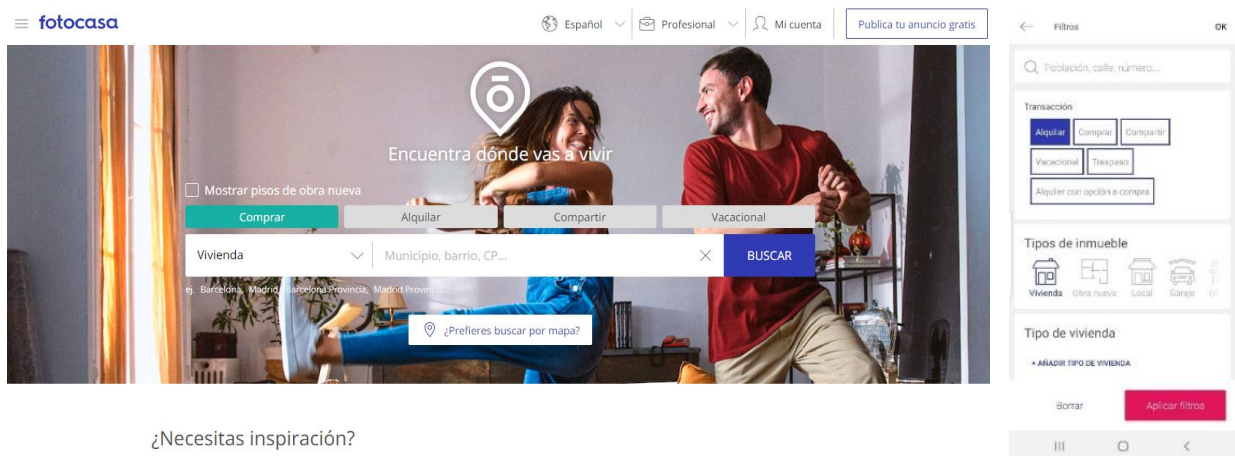 fotocasa
Español
Profesional
Mi cuenta
Publica tu anuncio gratis
Encuentra dónde vas a vivir
Mostrar pisos de obra nueva
Comprar
Alquilar
Compartir
Vacacional
Vivienda
Municipio, barrio, CP...
BUSCAR
ej. Barcelona, Madrid, Barcelona Provincia, Madrid Provincia
¿Prefieres buscar por mapa?
¿Necesitas inspiración?
Filtros
OK
Población, calle, número...
Transacción
Alquilar
Comprar
Compartir
Vacacional
Traspaso
Alquiler con opción a compra
Tipos de inmueble
Vivienda
Obra nueva
Local
Garaje
Tipo de vivienda
+ AÑADIR TIPO DE VIVIENDA
Borrar
Aplicar filtros